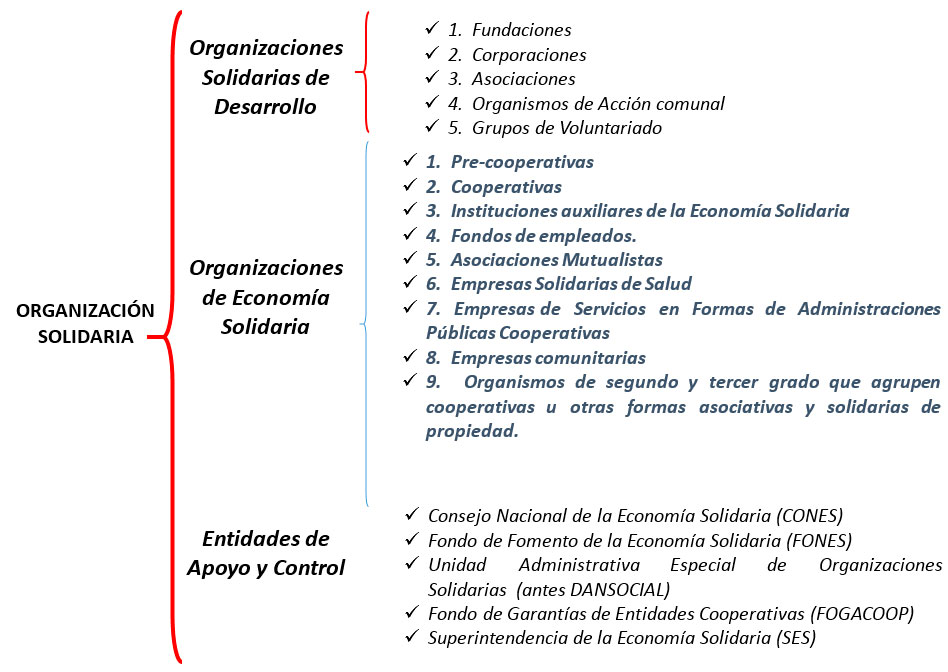 ORGANIZACIÓN
SOLIDARIA
Organizaciones
Solidarias de
Desarrollo
✓ 1. Fundaciones
✓ 2. Corporaciones
✓ 3. Asociaciones
✓ 4. Organismos de Acción comunal
✓ 5. Grupos de Voluntariado
Organizaciones
de Economía
Solidaria
✓ 1. Pre-cooperativas
✓ 2. Cooperativas
✓ 3. Instituciones auxiliares de la Economía Solidaria
✓ 4. Fondos de empleados.
✓ 5. Asociaciones Mutualistas
✓ 6. Empresas Solidarias de Salud
✓ 7. Empresas de Servicios en Formas de Administraciones
Públicas Cooperativas
✓ 8. Empresas comunitarias
✓ 9. Organismos de segundo y tercer grado que agrupen
cooperativas u otras formas asociativas y solidarias de
propiedad.
Entidades de
Apoyo y Control
✓ Consejo Nacional de la Economía Solidaria (CONES)
✓ Fondo de Fomento de la Economía Solidaria (FONES)
✓ Unidad Administrativa Especial de Organizaciones
Solidarias (antes DANSOCIAL)
✓ Fondo de Garantías de Entidades Cooperativas (FOGACOOP)
✓ Superintendencia de la Economía Solidaria (SES)